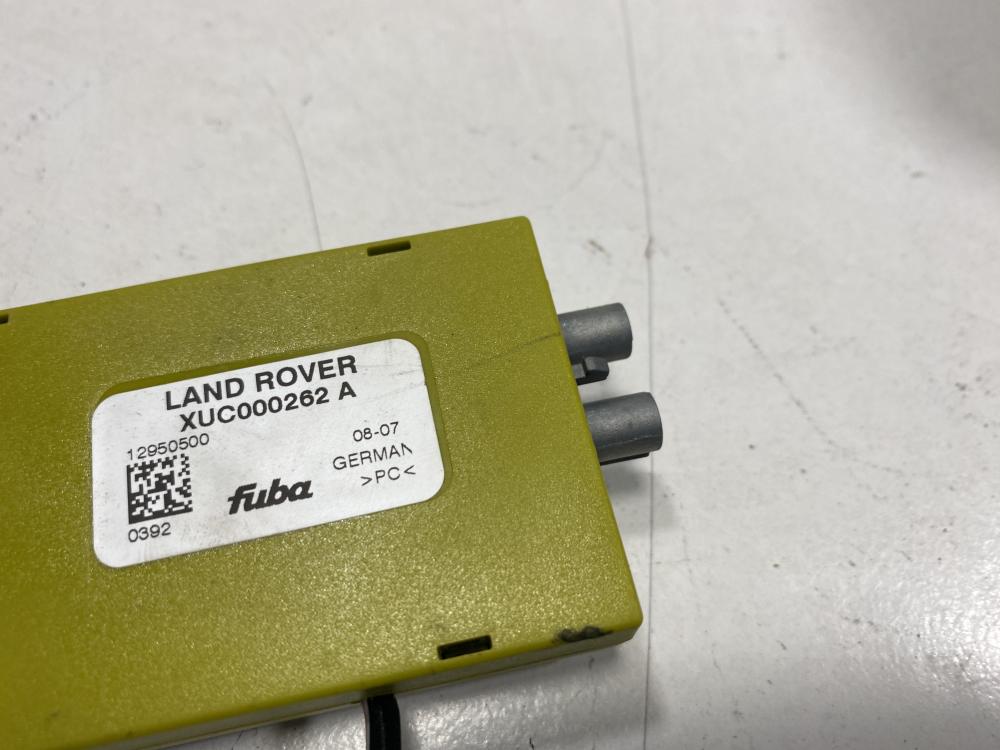 LAND ROVER
XUC000262 A
12950500
08-07
GERMAN
>PC<
fuba
0392